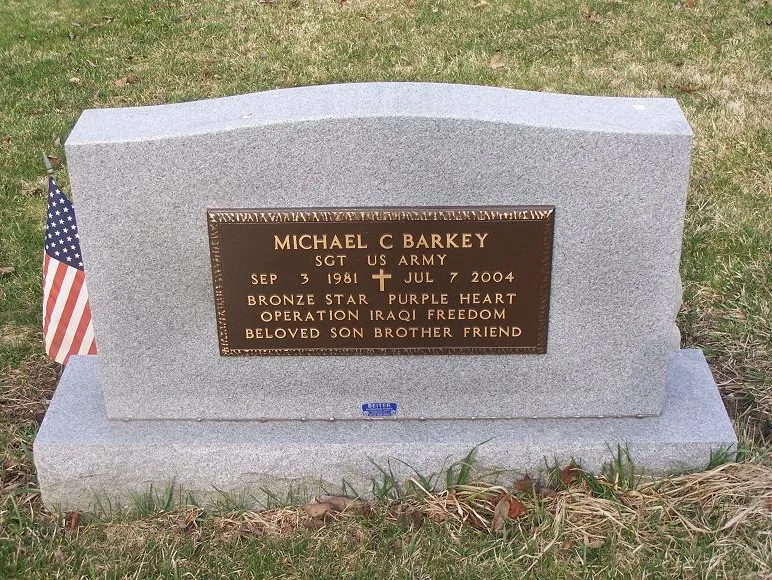 MICHAEL C BARKEY
SGT US ARMY
SEP 3 1981 JUL 7 2004
BRONZE STAR PURPLE HEART
OPERATION IRAQI FREEDOM
BELOVED SON BROTHER FRIEND